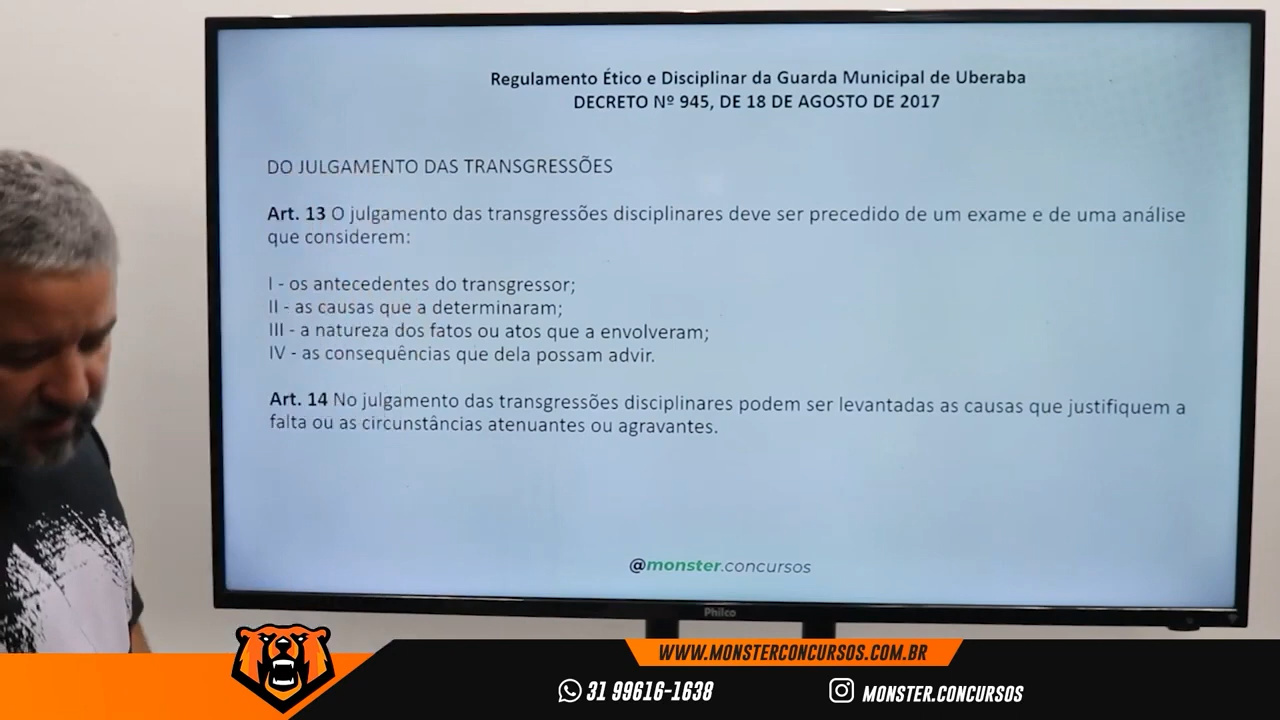 Regulamento Ético e Disciplinar da Guarda Municipal de Uberaba
DECRETO Nº 945, DE 18 DE AGOSTO DE 2017
DO JULGAMENTO DAS TRANSGRESSÕES
Art. 13 O julgamento das transgressões disciplinares deve ser precedido de um exame e de uma análise
que considerem:
I - os antecedentes do transgressor;
II - as causas que a determinaram;
III - a natureza dos fatos ou atos que a envolveram;
IV - as consequências que dela possam advir.
Art. 14 No julgamento das transgressões disciplinares podem ser levantadas as causas que justifiquem a
falta ou as circunstâncias atenuantes ou agravantes.
@monster.concursos
Philco
WWW.MONSTERCONCURSOS.COM.BR
31 99616-1638
MONSTER.CONCURSOS